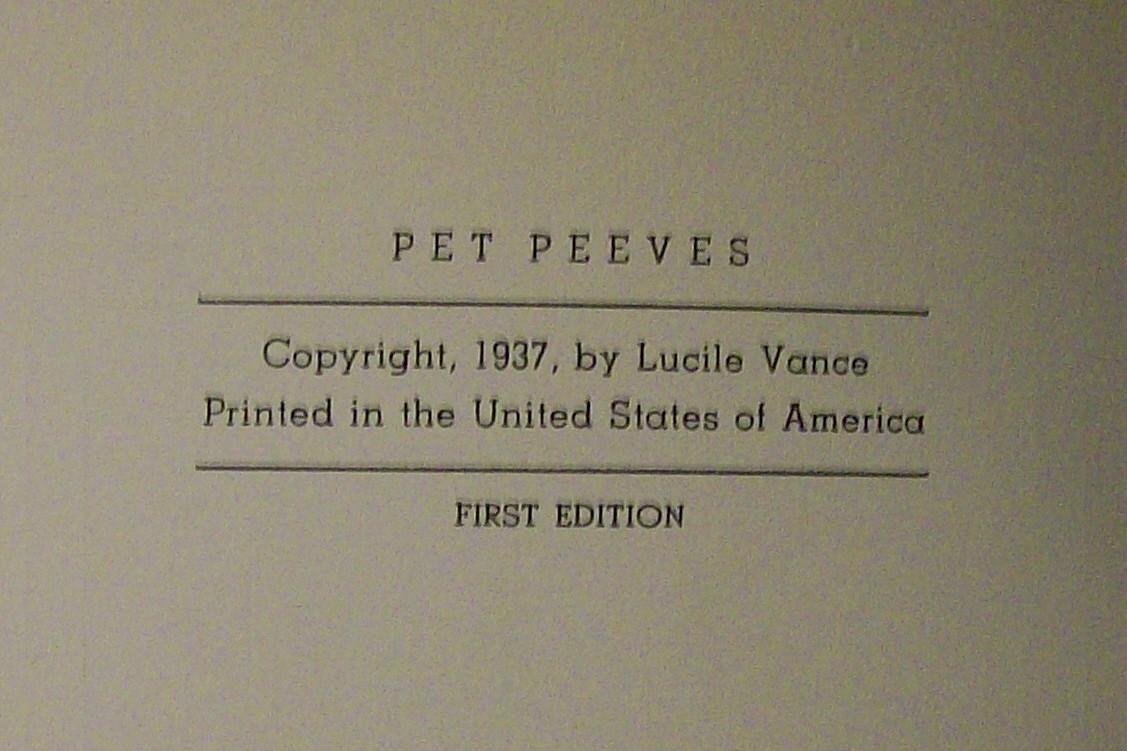 PET PEEVES
Copyright, 1937, by Lucile Vance
Printed in the United States of America
FIRST EDITION